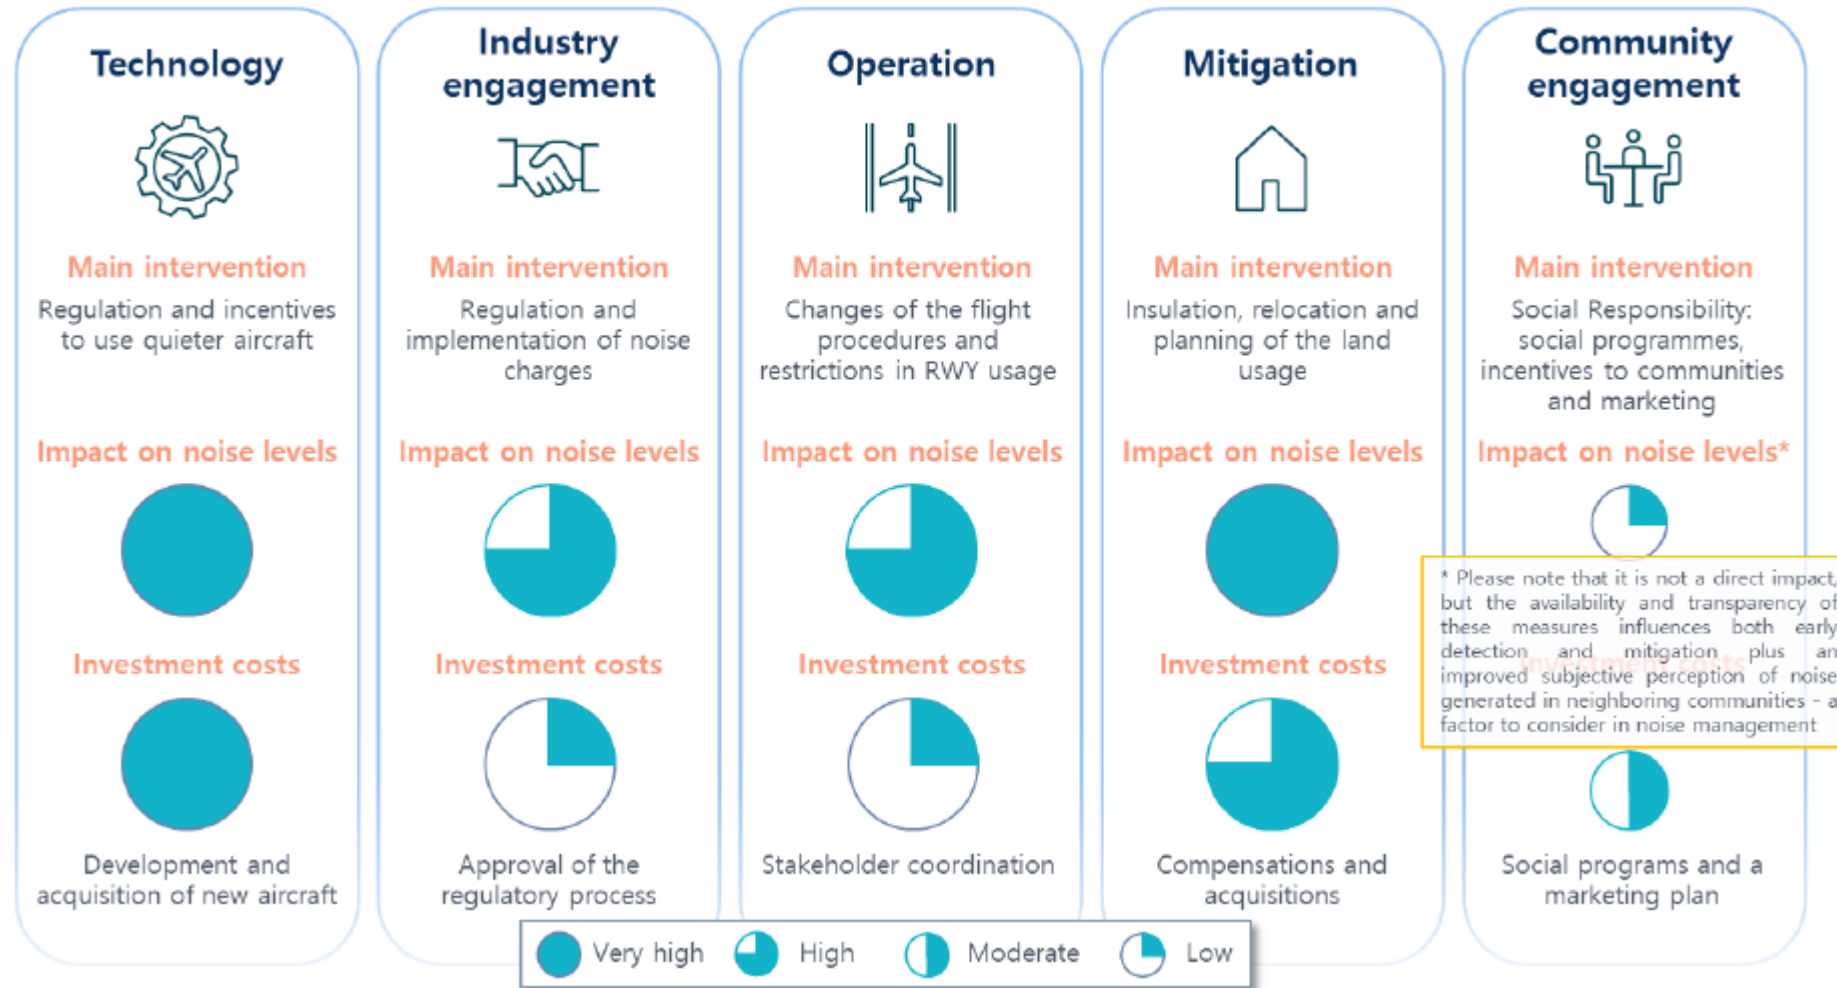 Technology
Main intervention
Regulation and incentives
to use quieter aircraft
Impact on noise levels
Investment costs
Development and
acquisition of new aircraft
Industry
engagement
Main intervention
Regulation and
implementation of noise
charges
Impact on noise levels
Investment costs
Approval of the
regulatory process
Operation
Main intervention
Changes of the flight
procedures and
restrictions in RWY usage
Impact on noise levels
Investment costs
Stakeholder coordination
Mitigation
Main intervention
Insulation, relocation and
planning of the land
usage
Impact on noise levels
Investment costs
Compensations and
acquisitions
Community
engagement
Main intervention
Social Responsibility:
social programmes,
incentives to communities
and marketing
Impact on noise levels*
* Please note that it is not a direct impact,
but the availability and transparency of
these measures influences both early
detection and mitigation plus an
improved subjective perception of noise
generated in neighboring communities - a
factor to consider in noise management
Investment costs
Social programs and a
marketing plan
Very high
High
Moderate
Low